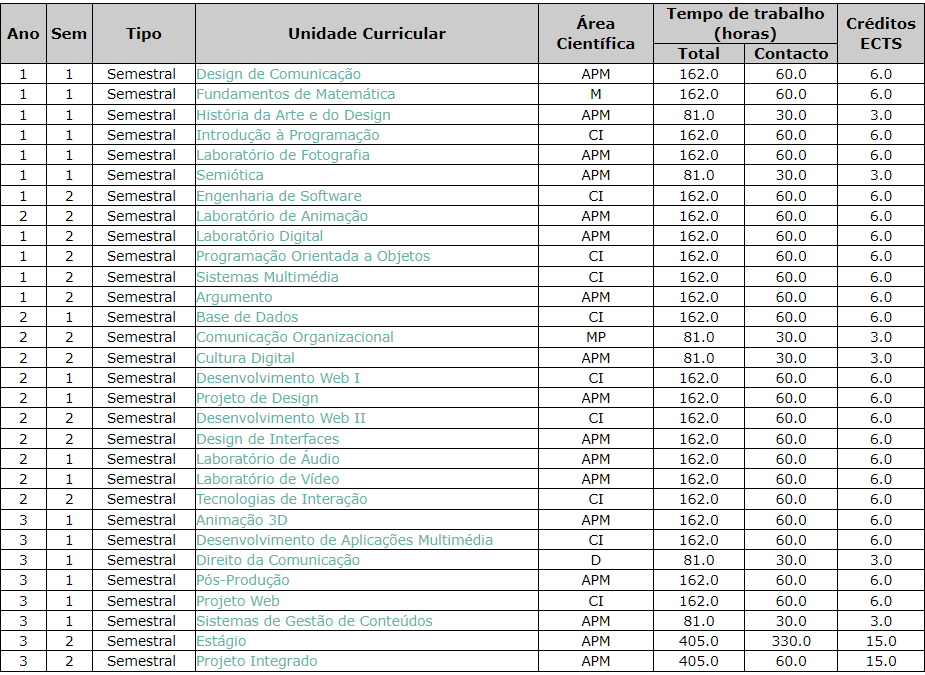 Ano Sem Tipo Unidade Curricular Área Científica Tempo de trabalho (horas) Créditos ECTS
Total Contacto
1 1 Semestral Design de Comunicação APM 162.0 60.0 6.0
1 1 Semestral Fundamentos de Matemática M 162.0 60.0 6.0
1 1 Semestral História da Arte e do Design APM 81.0 30.0 3.0
1 1 Semestral Introdução à Programação CI 162.0 60.0 6.0
1 1 Semestral Laboratório de Fotografia APM 162.0 60.0 6.0
1 1 Semestral Semiótica APM 81.0 30.0 3.0
1 2 Semestral Engenharia de Software CI 162.0 60.0 6.0
2 2 Semestral Laboratório de Animação APM 162.0 60.0 6.0
1 2 Semestral Laboratório Digital APM 162.0 60.0 6.0
1 2 Semestral Programação Orientada a Objetos CI 162.0 60.0 6.0
1 2 Semestral Sistemas Multimédia CI 162.0 60.0 6.0
1 2 Semestral Argumento APM 162.0 60.0 6.0
2 1 Semestral Base de Dados CI 162.0 60.0 6.0
2 2 Semestral Comunicação Organizacional MP 81.0 30.0 3.0
2 2 Semestral Cultura Digital APM 81.0 30.0 3.0
2 1 Semestral Desenvolvimento Web I CI 162.0 60.0 6.0
2 1 Semestral Projeto de Design APM 162.0 60.0 6.0
2 2 Semestral Desenvolvimento Web II CI 162.0 60.0 6.0
2 2 Semestral Design de Interfaces APM 162.0 60.0 6.0
2 1 Semestral Laboratório de Áudio APM 162.0 60.0 6.0
2 1 Semestral Laboratório de Vídeo APM 162.0 60.0 6.0
2 2 Semestral Tecnologias de Interação CI 162.0 60.0 6.0
3 1 Semestral Animação 3D APM 162.0 60.0 6.0
3 1 Semestral Desenvolvimento de Aplicações Multimédia CI 162.0 60.0 6.0
3 1 Semestral Direito da Comunicação D 81.0 30.0 3.0
3 1 Semestral Pós-Produção APM 162.0 60.0 6.0
3 1 Semestral Projeto Web CI 162.0 60.0 6.0
3 1 Semestral Sistemas de Gestão de Conteúdos APM 81.0 30.0 3.0
3 2 Semestral Estágio APM 405.0 330.0 15.0
3 2 Semestral Projeto Integrado APM 405.0 60.0 15.0